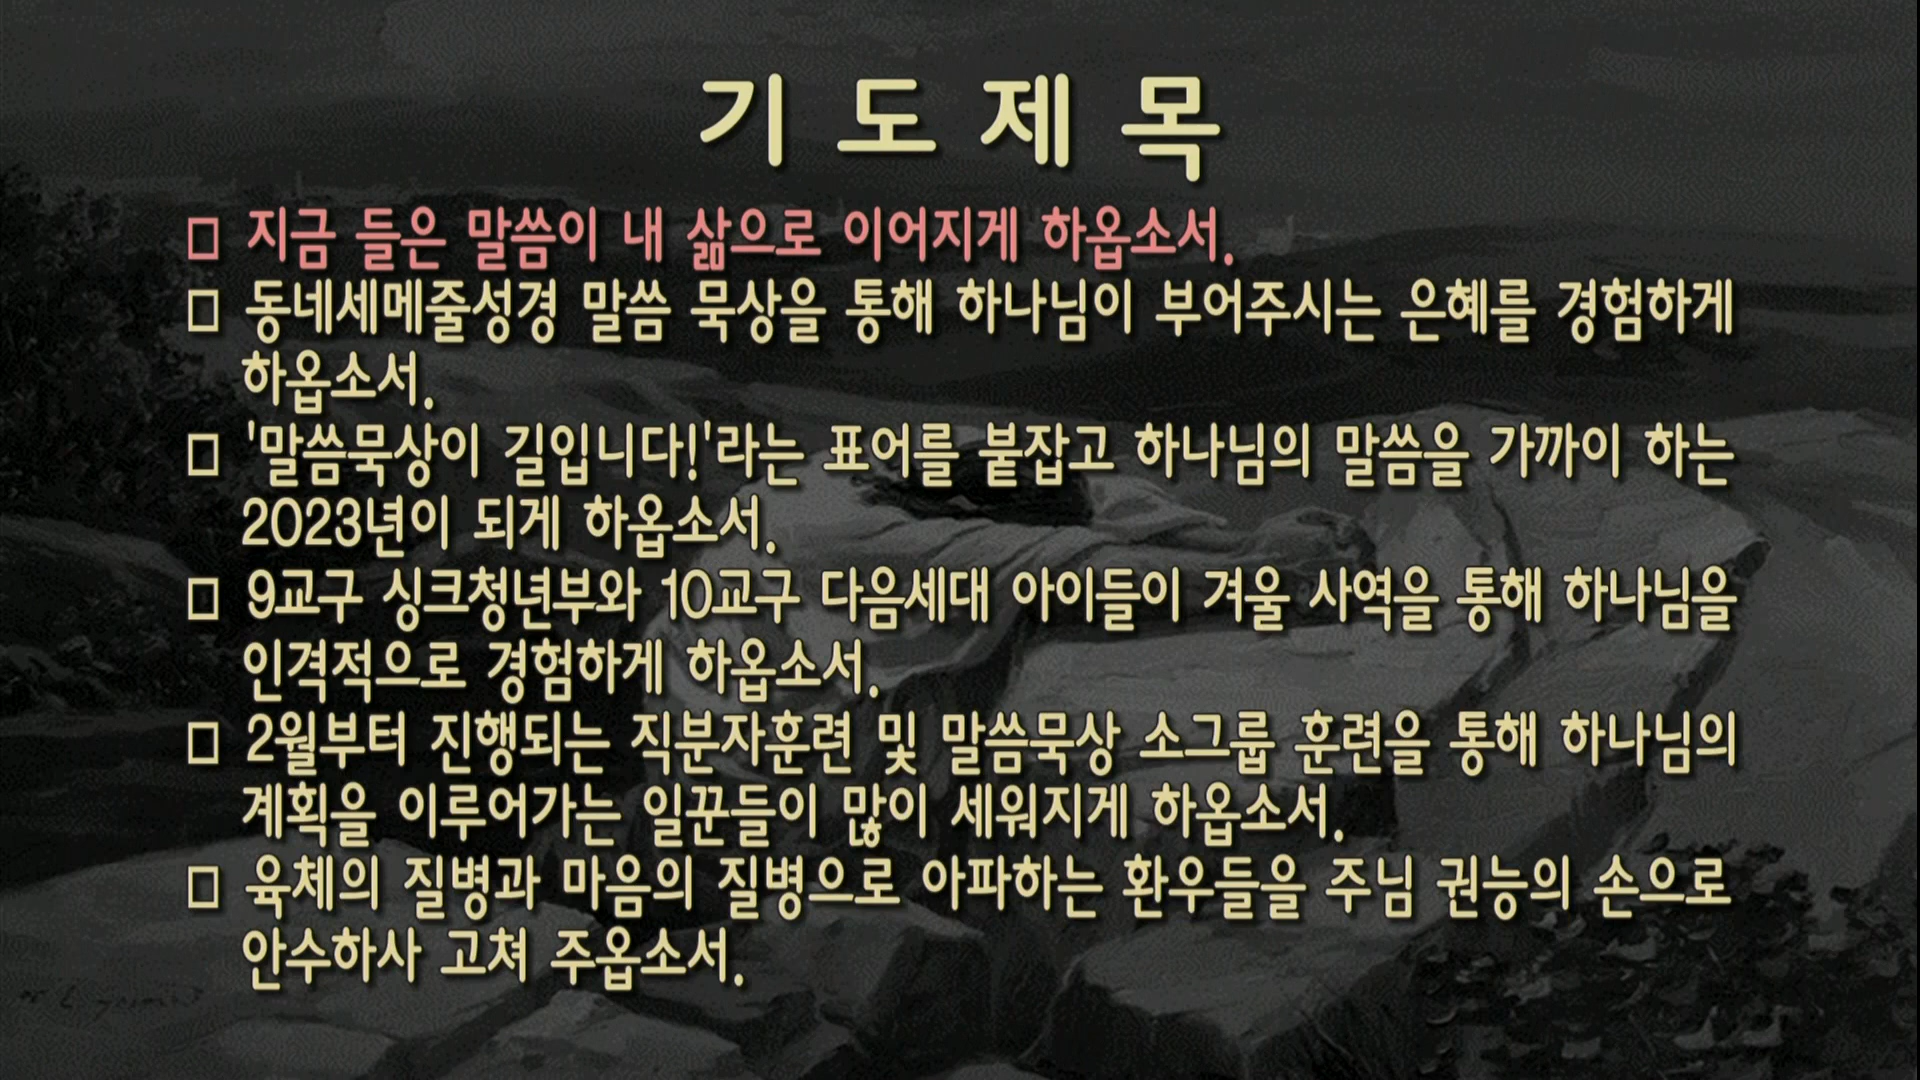 기 도 제 목
□ 지금 들은 말씀이 내 삶으로 이어지게 하옵소서.
□ 동네세메줄성경 말씀 묵상을 통해 하나님이 부어주시는 은혜를 경험하게
하옵소서.
□ '말씀묵상이 길입니다!'라는 표어를 붙잡고 하나님의 말씀을 가까이 하는
2023년이 되게 하옵소서.
□ 9교구 싱크청년부와 10교구 다음세대 아이들이 겨울 사역을 통해 하나님을
인격적으로 경험하게 하옵소서.
□ 2월부터 진행되는 직분자훈련 및 말씀묵상 소그룹 훈련을 통해 하나님의
계획을 이루어가는 일꾼들이 많이 세워지게 하옵소서.
□ 육체의 질병과 마음의 질병으로 아파하는 환우들을 주님 권능의 손으로
안수하사 고쳐 주옵소서.